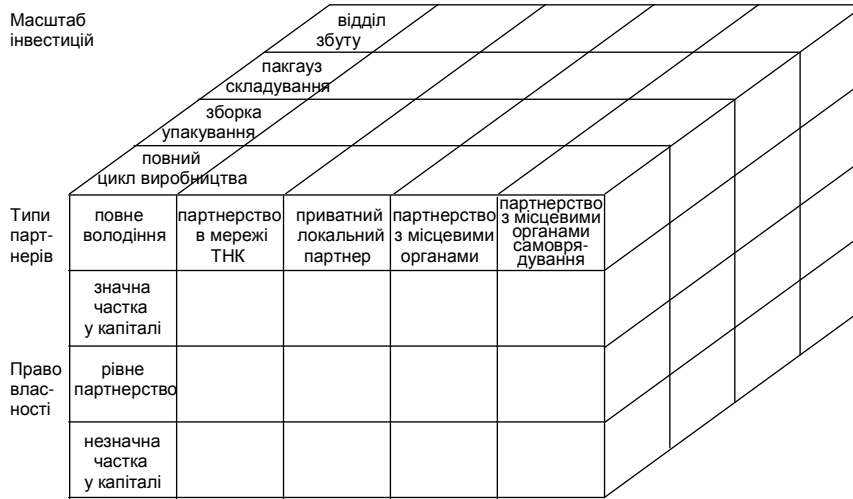 Масштаб
інвестицій
відділ
збуту
пакгауз
складування
зборка
упакування
повний
цикл виробництва
Типи
парт-
нерів
повне
володіння
партнерство
в мережі
ТНК
приватний
локальний
партнер
партнерство
з місцевими
органами
партнерство
з місцевими
органами
самовря-
дування
значна
частка
у капіталі
Право
влас-
ності
рівне
партнерство
незначна
частка
у капіталі